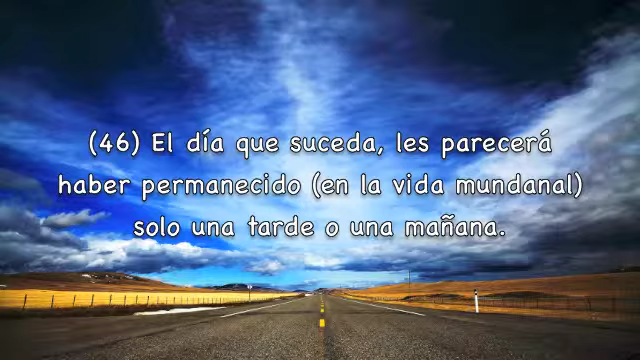 (46) El día que suceda, les parecerá
haber permanecido (en la vida mundanal)
solo una tarde o una mañana.